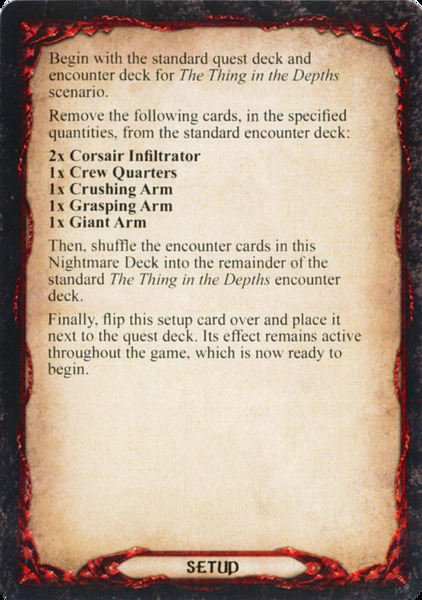 Begin with the standard quest deck and
encounter deck for The Thing in the Depths
scenario.
Remove the following cards, in the specified
quantities, from the standard encounter deck:
2x Corsair Infiltrator
1x Crew Quarters
1x Crushing Arm
1x Grasping Arm
1x Giant Arm
Then, shuffle the encounter cards in this
Nightmare Deck into the remainder of the
standard The Thing in the Depths encounter
deck.
Finally, flip this setup card over and place it
next to the quest deck. Its effect remains active
throughout the game, which is now ready to
begin.
SETUP